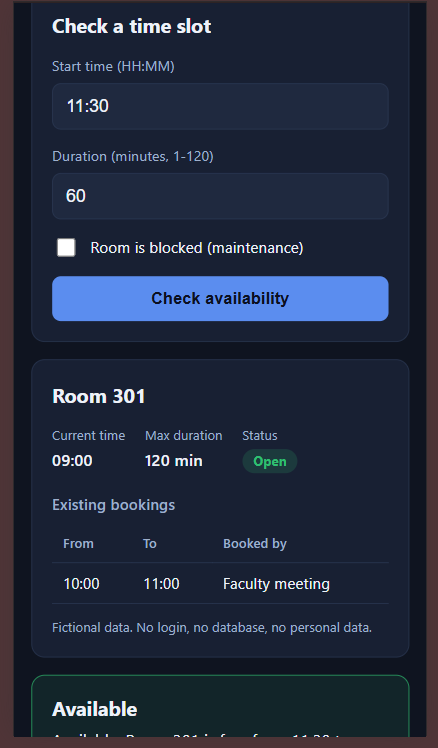 Check a time slot
Start time (HH:MM)
11:30
Duration (minutes, 1-120)
60
Room is blocked (maintenance)
Check availability
Room 301
Current time Max duration Status
09:00 120 min Open
Existing bookings
From To Booked by
10:00 11:00 Faculty meeting
Fictional data. No login, no database, no personal data.
Available